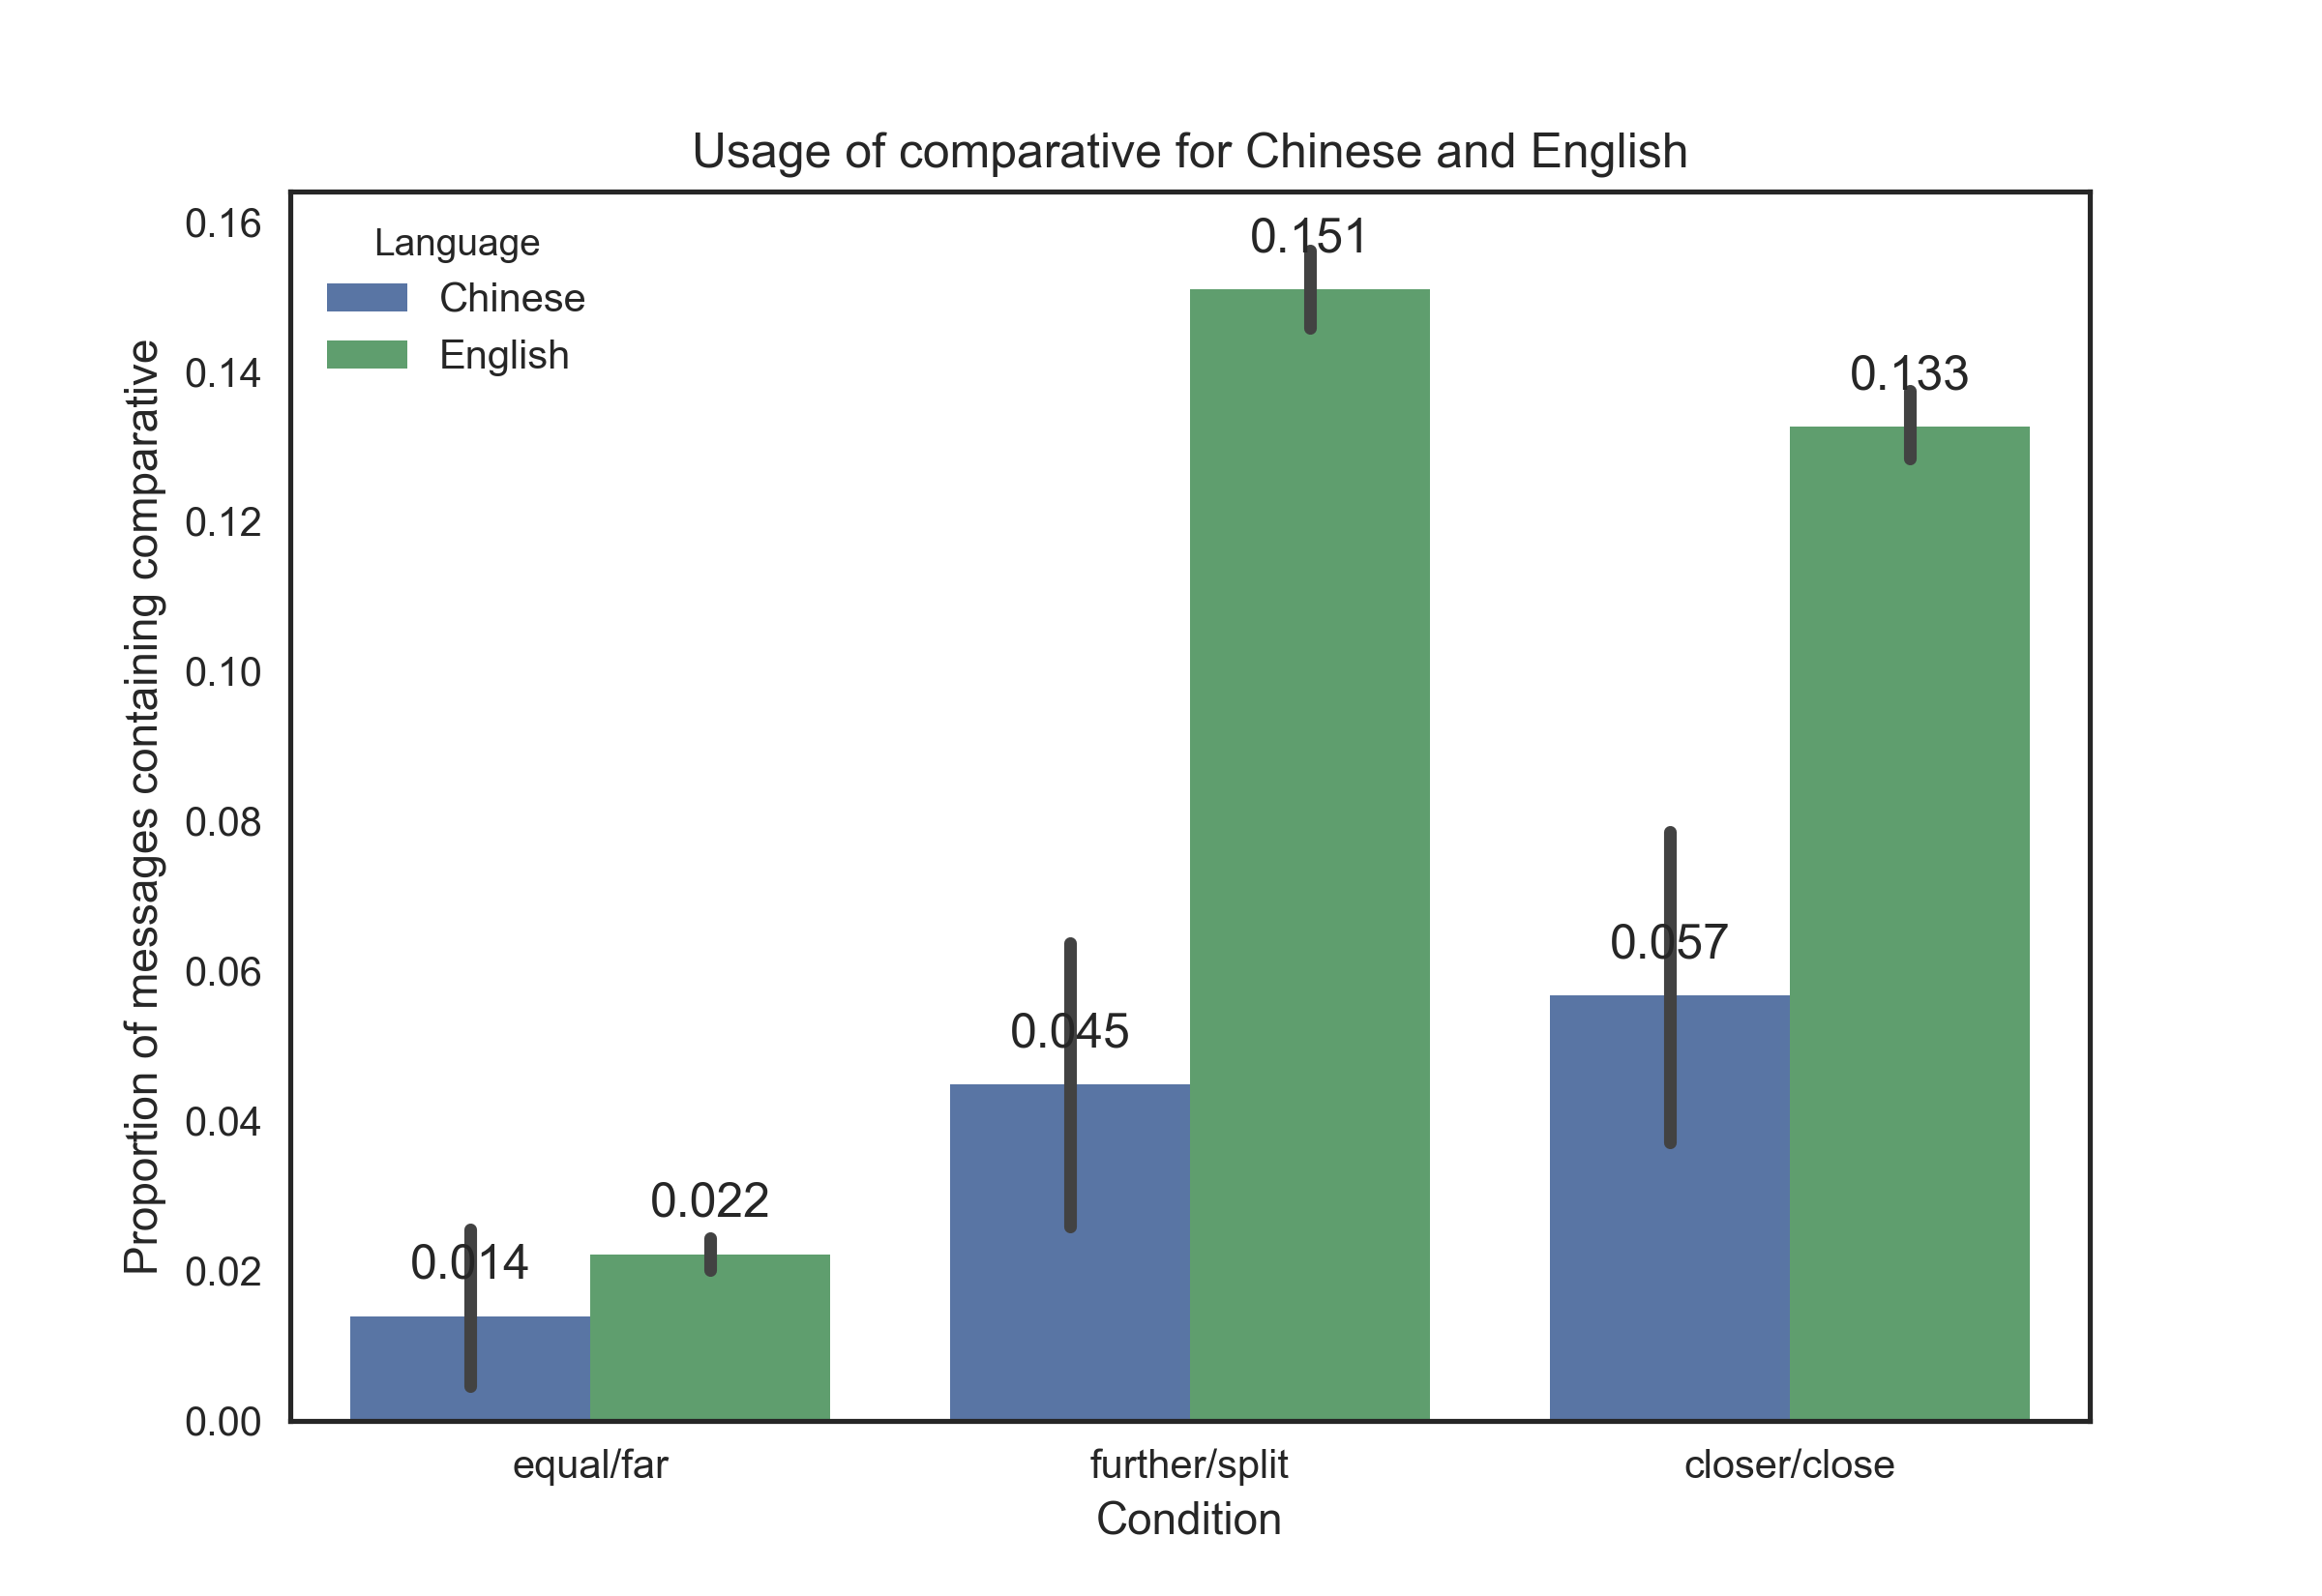 Usage of comparative for Chinese and English
Proportion of messages containing comparative
0.16
0.14
0.12
0.10
0.08
0.06
0.04
0.02
0.00
Language
Chinese
English
0.014
0.022
0.045
0.151
0.057
0.133
equal/far
further/split
closer/close
Condition